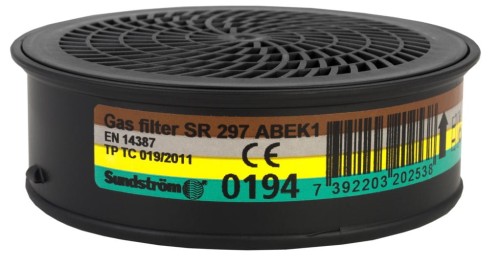 Gas filter SR 297 ABEK1
EN 14387
TP TC 019/2011
CE
Sundström
0194
7 392203 202538